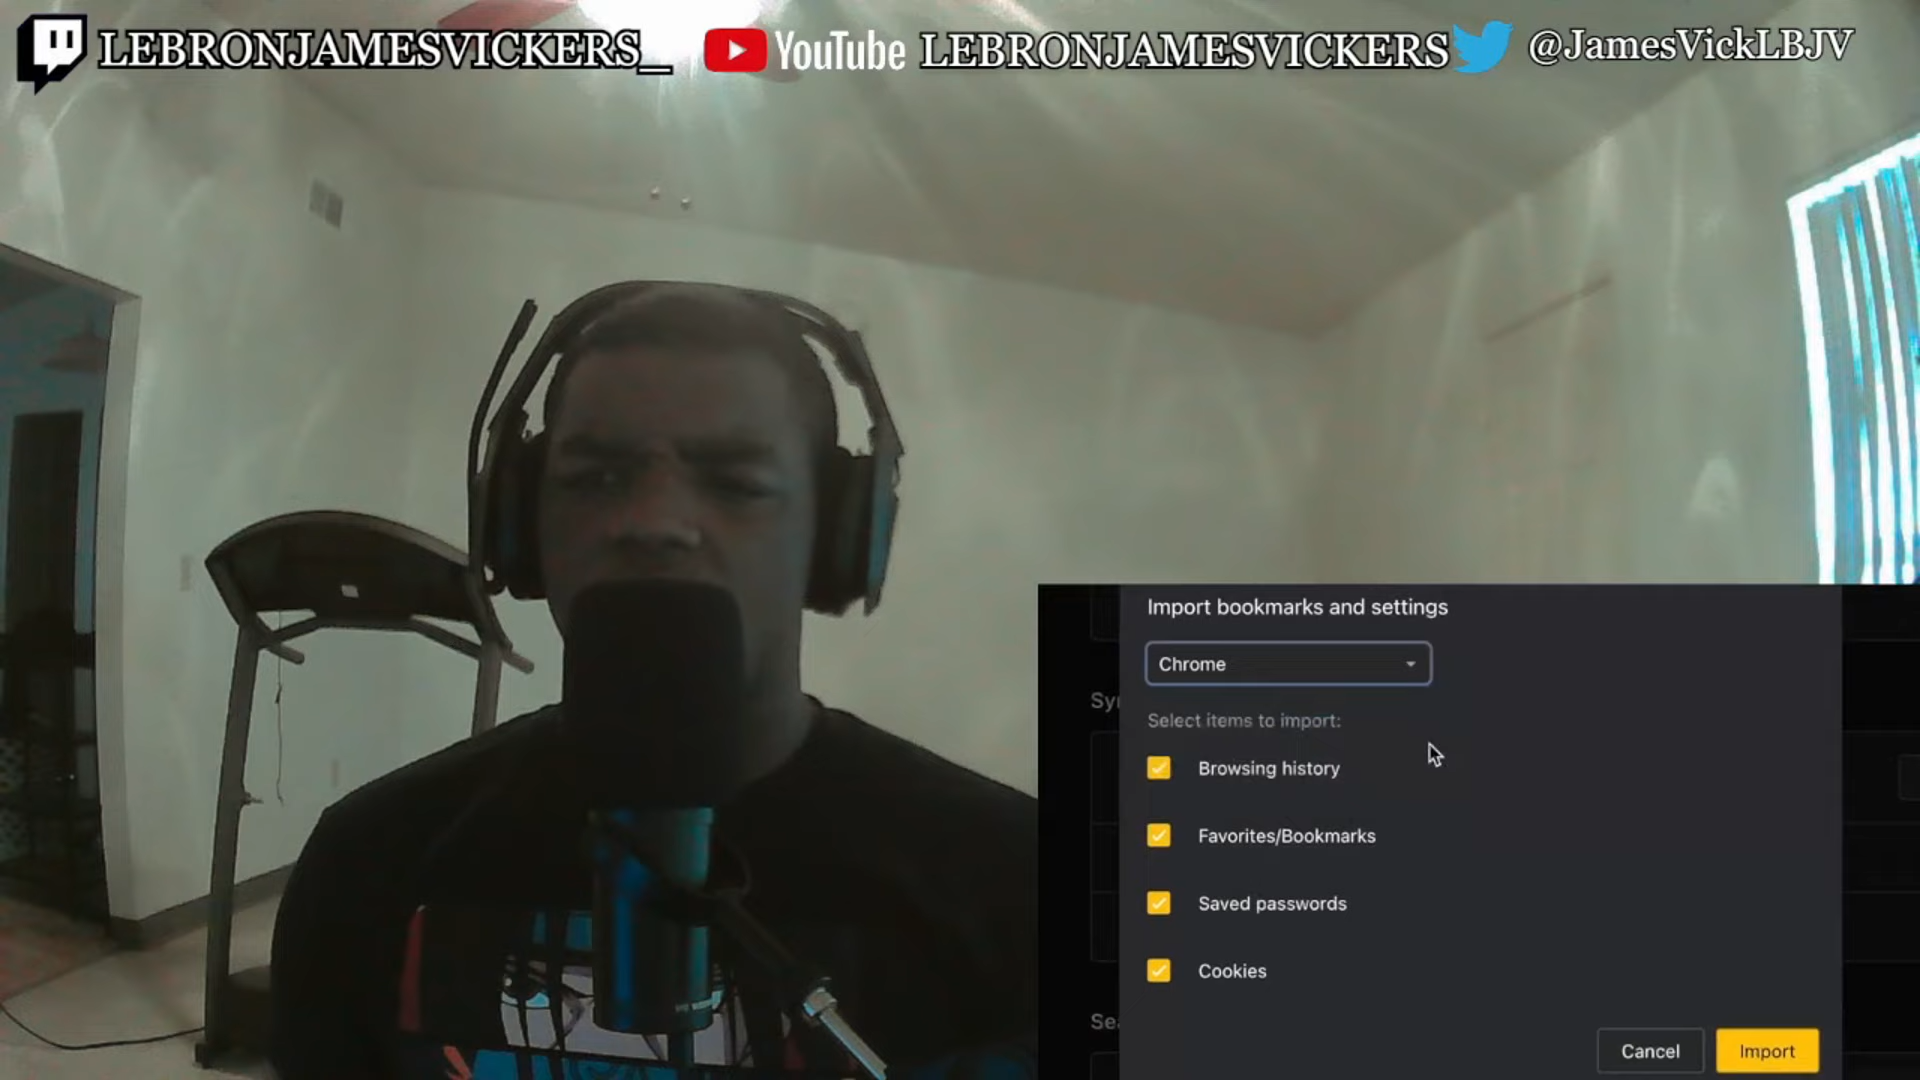 LEBRONJAMESVICKERS_ YouTube LEBRONJAMESVICKERS @JamesVickLBJV
Import bookmarks and settings
Chrome
Select items to import:
Browsing history
Favorites/Bookmarks
Saved passwords
Cookies
Cancel Import